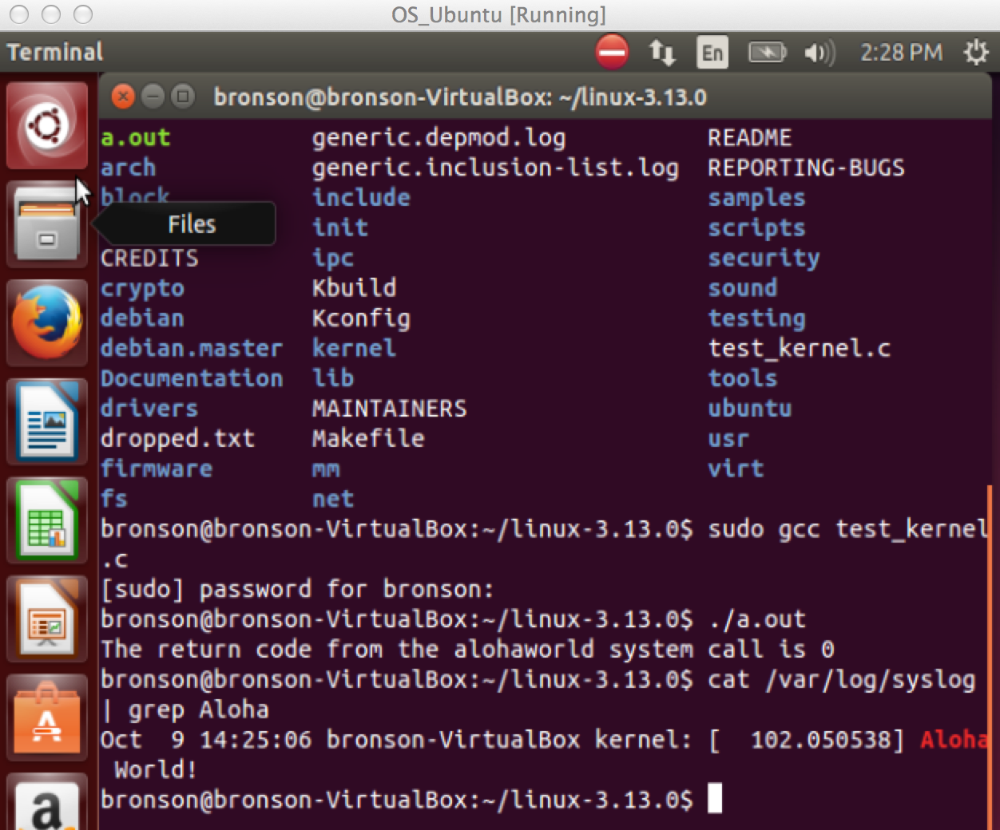 OS_Ubuntu [Running]
Terminal En 2:28 PM
bronson@bronson-VirtualBox: ~/linux-3.13.0
a.out generic.depmod.log README
arch generic.inclusion-list.log REPORTING-BUGS
block include samples
Files init scripts
CREDITS ipc security
crypto Kbuild sound
debian Kconfig testing
debian.master kernel test_kernel.c
Documentation lib tools
drivers MAINTAINERS ubuntu
dropped.txt Makefile usr
firmware mm virt
fs net
bronson@bronson-VirtualBox:~/linux-3.13.0$ sudo gcc test_kernel
.c
[sudo] password for bronson:
bronson@bronson-VirtualBox:~/linux-3.13.0$ ./a.out
The return code from the alohaworld system call is 0
bronson@bronson-VirtualBox:~/linux-3.13.0$ cat /var/log/syslog
| grep Aloha
Oct  9 14:25:06 bronson-VirtualBox kernel: [  102.050538] Aloha
World!
bronson@bronson-VirtualBox:~/linux-3.13.0$